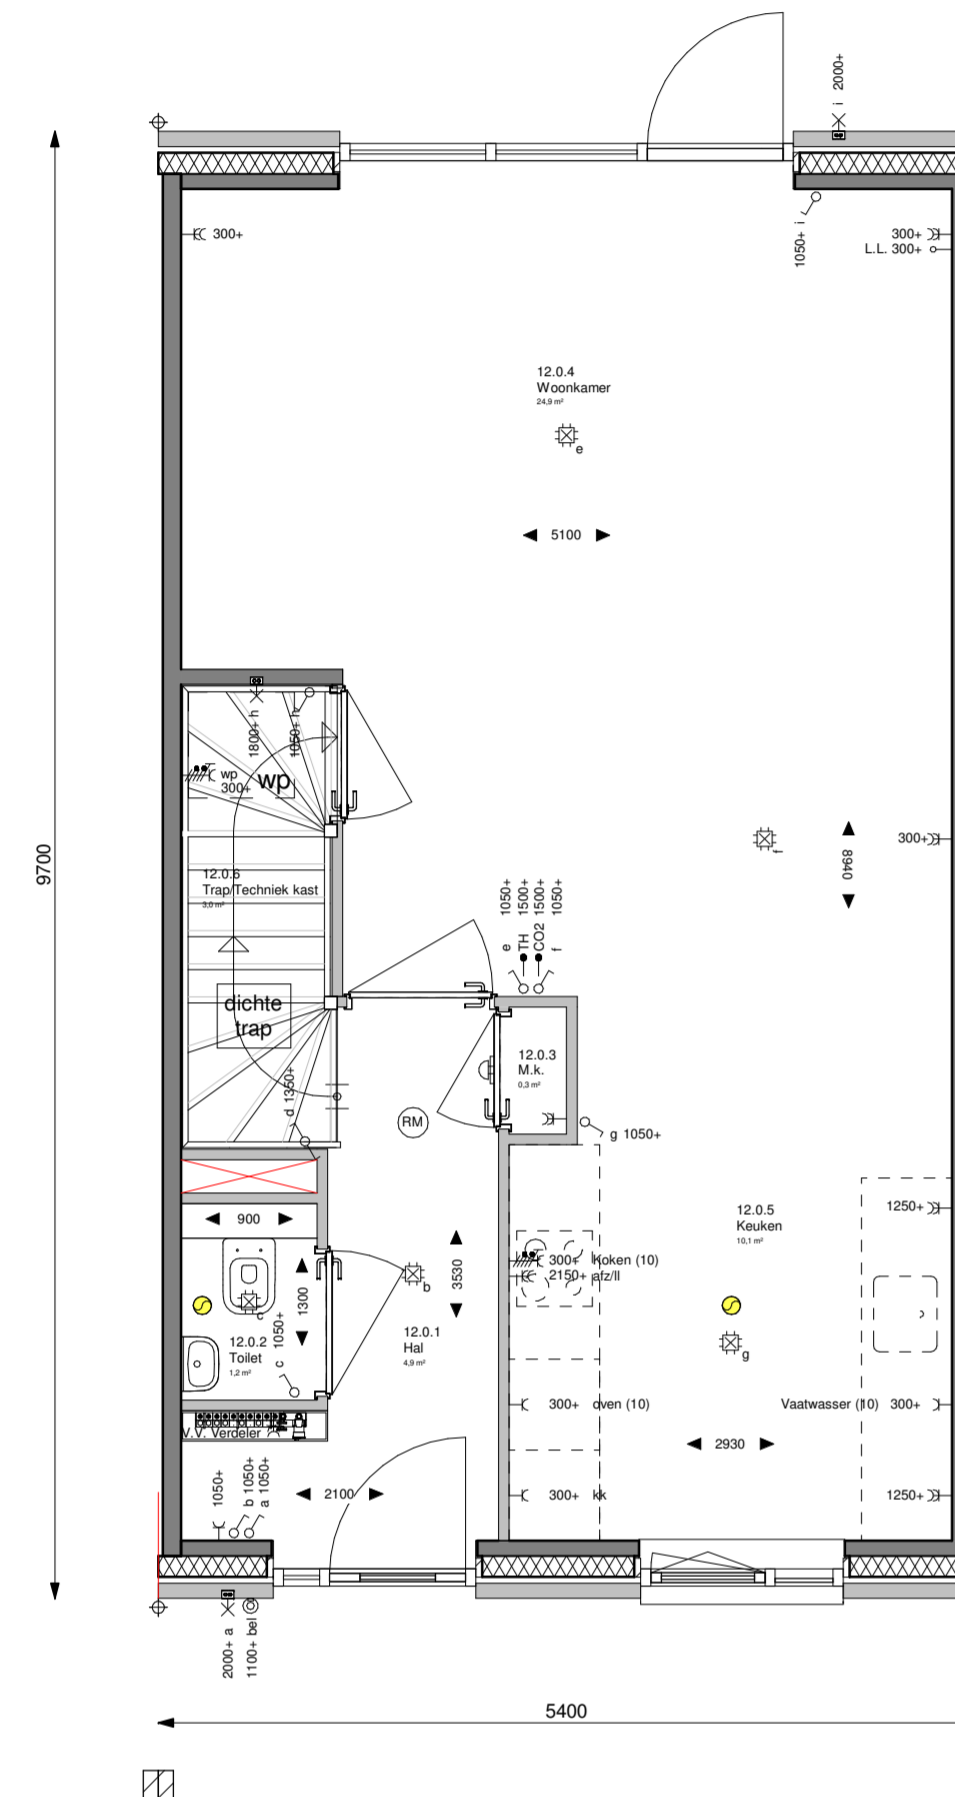 i 2000+
300+
1050+ i
300+
L.L. 300+
12.0.4
Woonkamer
24,9 m²
e
5100
1800+ h
1050+ h
wp
300+
wp
9700
f
8940
300+
12.0.6
Trap/Techniek kast
3,0 m²
e 1050+
TH 1500+
CO2 1500+
f 1050+
dichte
trap
12.0.3
M.k.
0,3 m²
d 1350+
RM
g 1050+
900
1250+
12.0.5
Keuken
10,1 m²
300+ Koken (10)
2150+ afz/ll
b
3530
1300
c
c 1050+
12.0.2
Toilet
1,2 m²
12.0.1
Hal
4,9 m²
g
300+ oven (10)
Vaatwasser (10) 300+
V.V. Verdeler
2930
1050+
b 1050+
a 1050+
2100
300+ kk
1250+
2000+ a
1100+ bel
5400